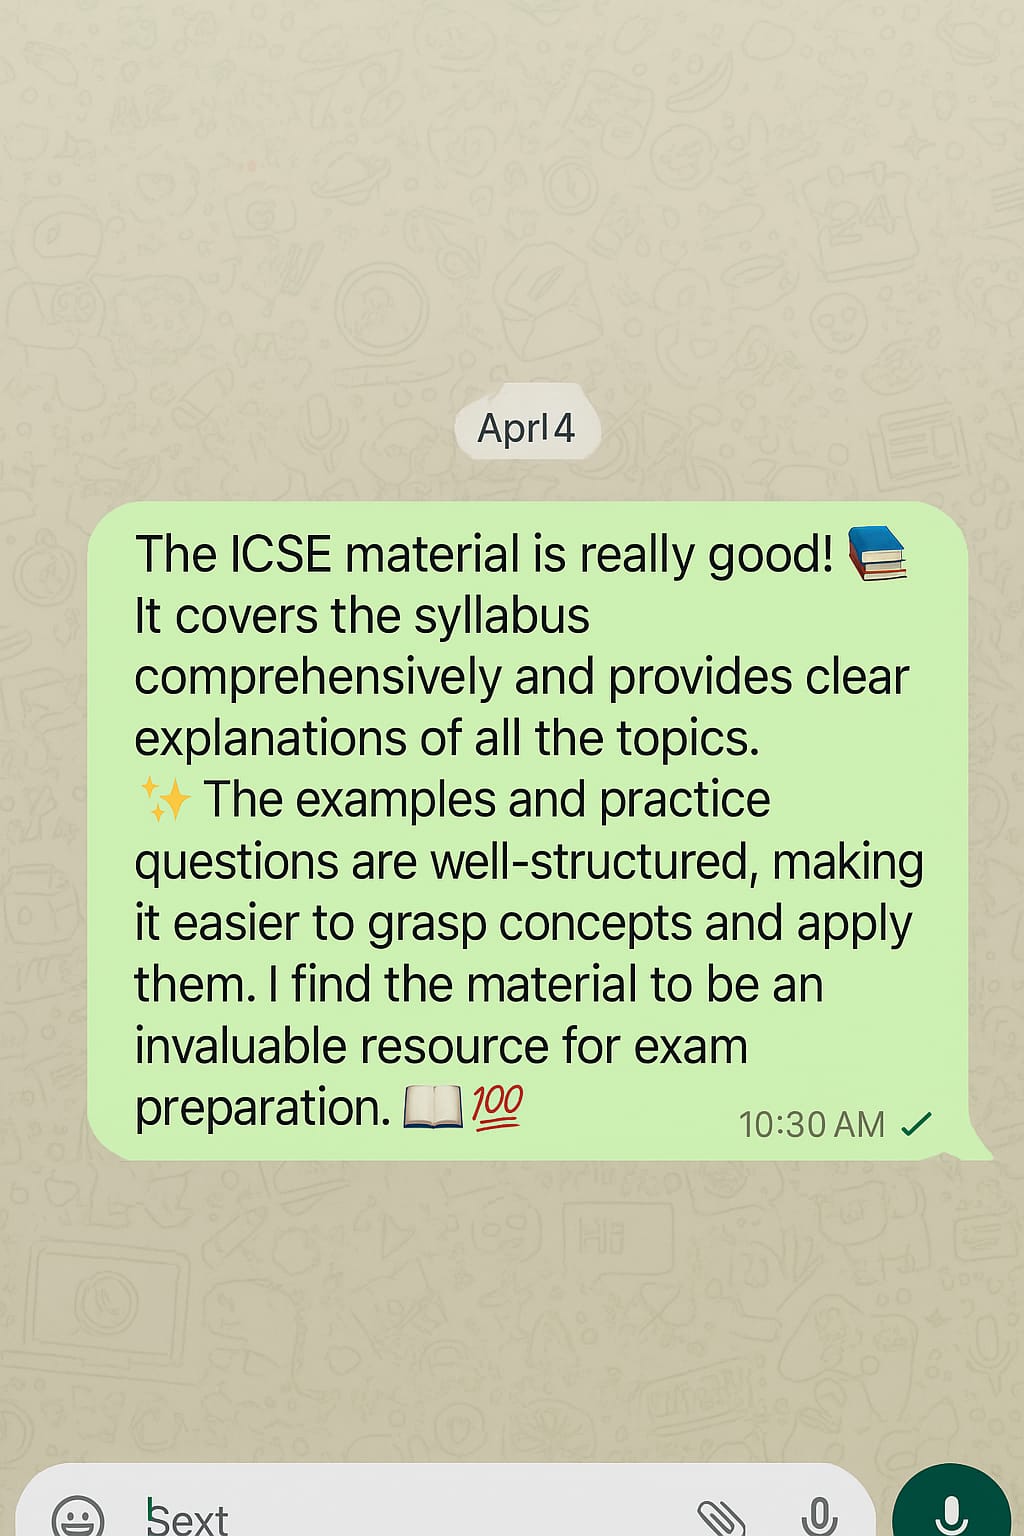 Aprl 4
The ICSE material is really good! 📚
It covers the syllabus
comprehensively and provides clear
explanations of all the topics.
✨ The examples and practice
questions are well-structured, making
it easier to grasp concepts and apply
them. I find the material to be an
invaluable resource for exam
preparation. 📖💯
10:30 AM ✓
Sext